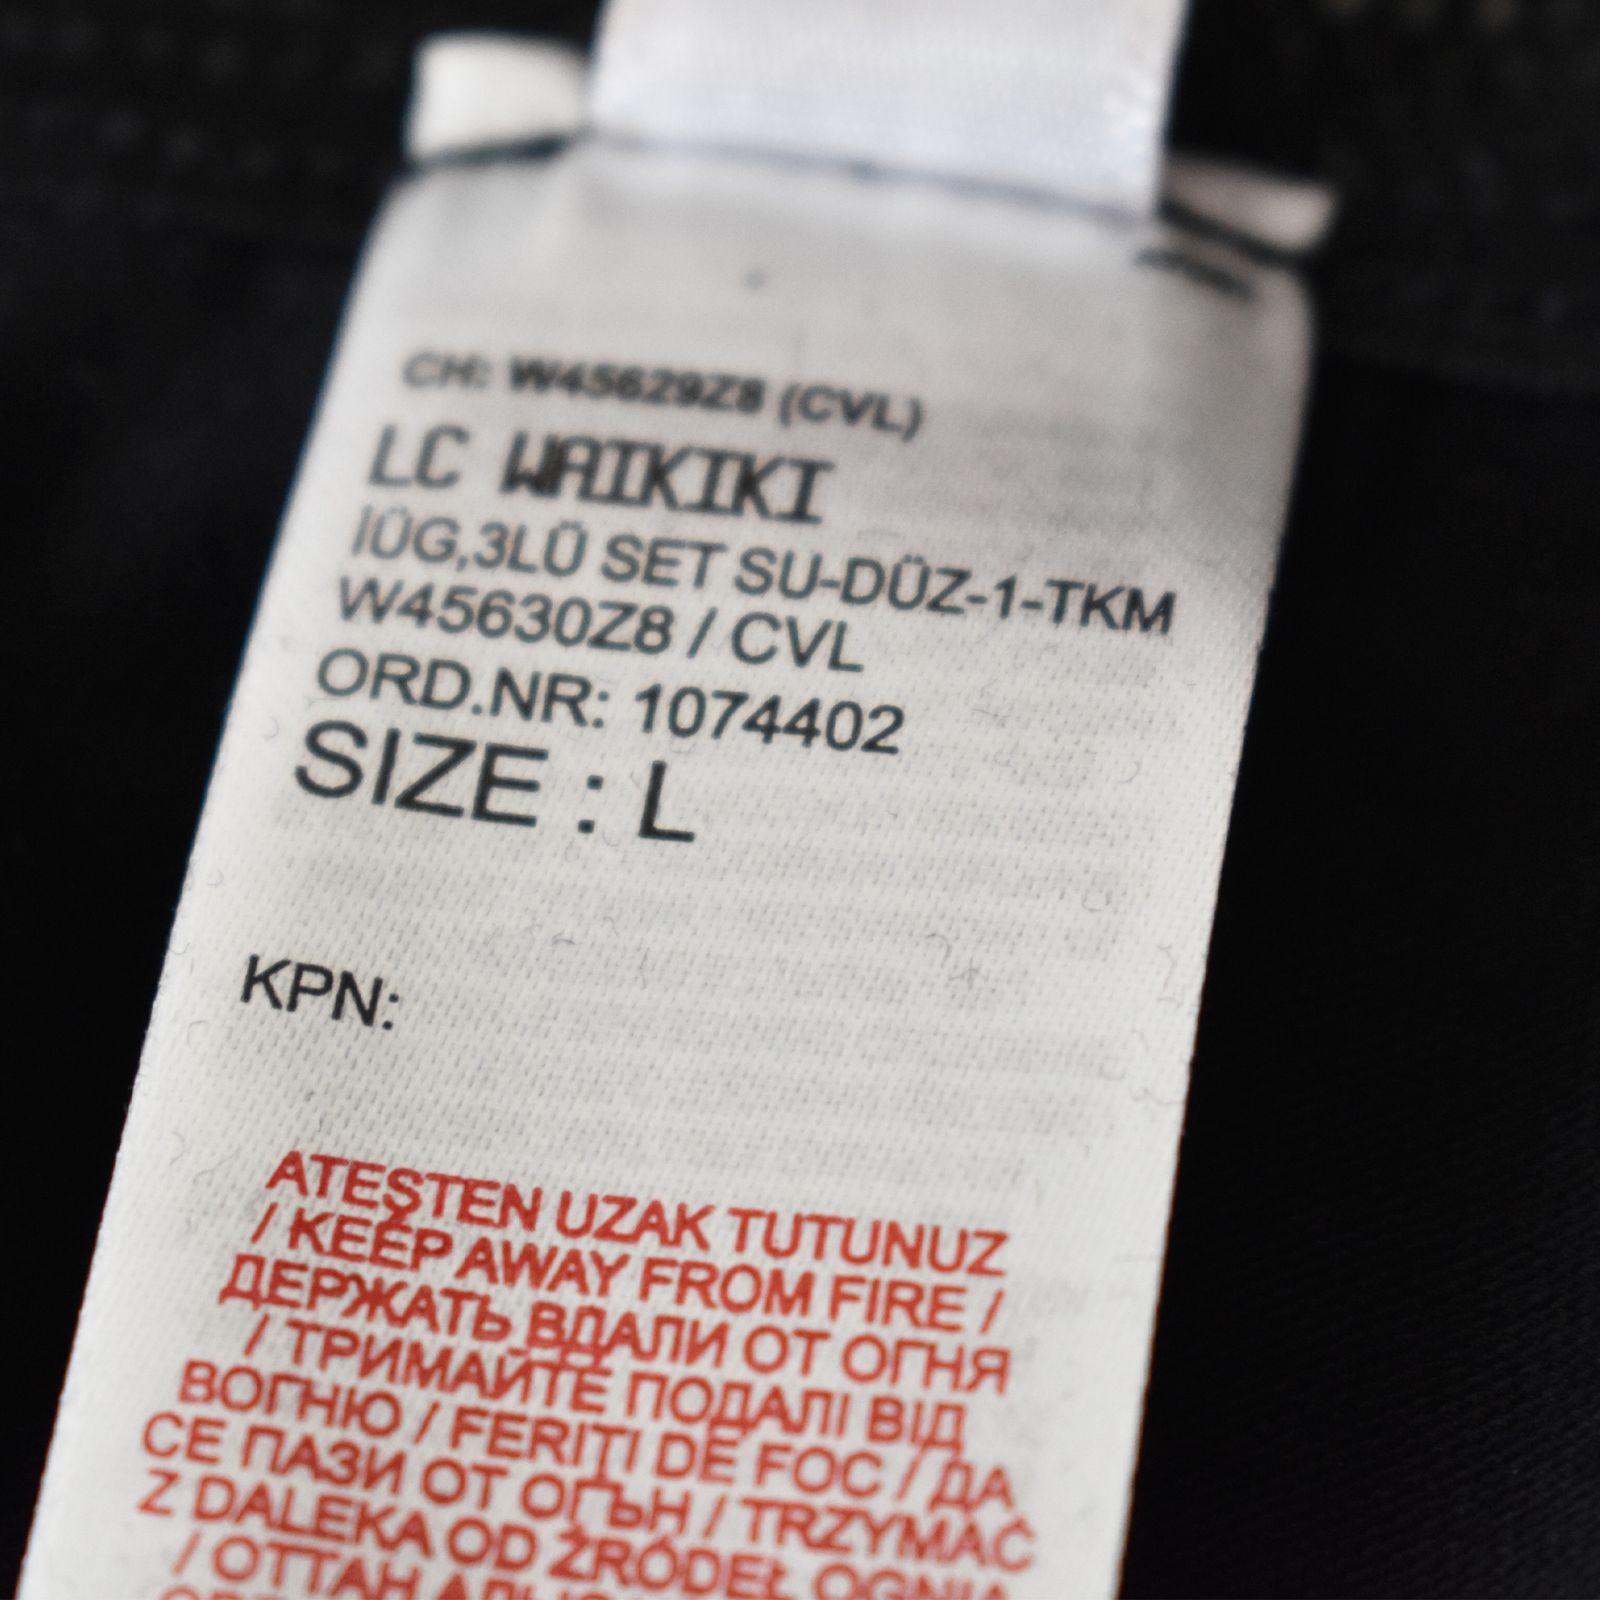 CH: W45629Z8 (CVL)
LC WAIKIKI
İÜG,3LÜ SET SU-DÜZ-1-TKM
W45630Z8 / CVL
ORD.NR: 1074402
SIZE : L
KPN:
ATEŞTEN UZAK TUTUNUZ
/ KEEP AWAY FROM FIRE /
ДЕРЖАТЬ ВДАЛИ ОТ ОГНЯ
/ ТРИМАЙТЕ ПОДАЛІ ВІД
ВОГНЮ / FERIȚI DE FOC / ДА
СЕ ПАЗИ ОТ ОГЪН / TRZYMAĆ
Z DALEKA OD ŹRÓDEŁ OGNIA
/ ОТТАН